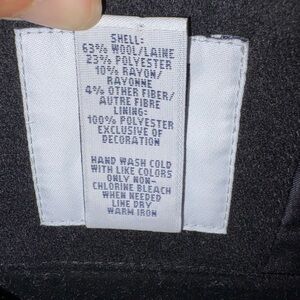 SHELL:
63% WOOL/LAINE
23% POLYESTER
10% RAYON/
RAYONNE
4% OTHER FIBER/
AUTRE FIBRE
LINING:
100% POLYESTER
EXCLUSIVE OF
DECORATION
HAND WASH COLD
WITH LIKE COLORS
ONLY NON-
CHLORINE BLEACH
WHEN NEEDED
LINE DRY
WARM IRON